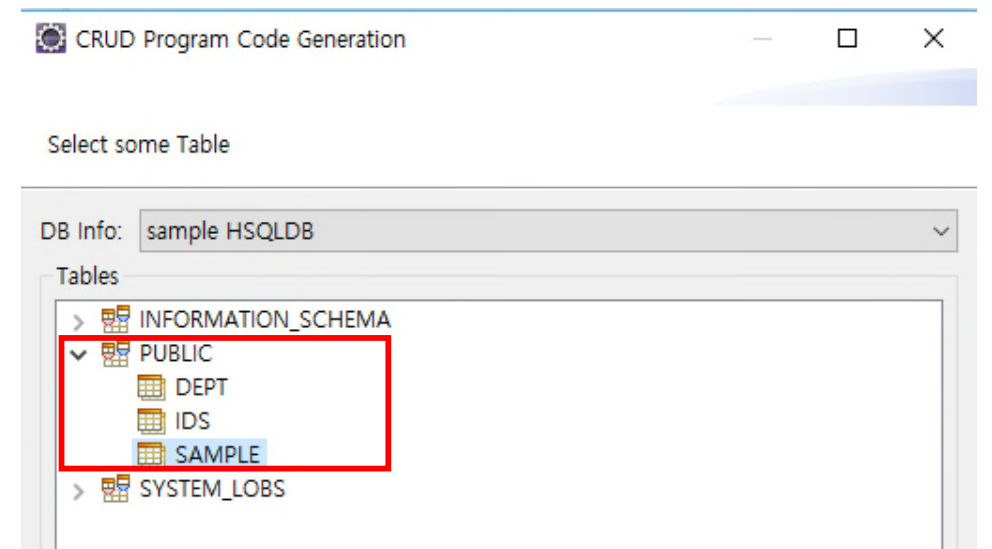 CRUD Program Code Generation
Select some Table
DB Info: sample HSQLDB
Tables
INFORMATION_SCHEMA
PUBLIC
DEPT
IDS
SAMPLE
SYSTEM_LOBS